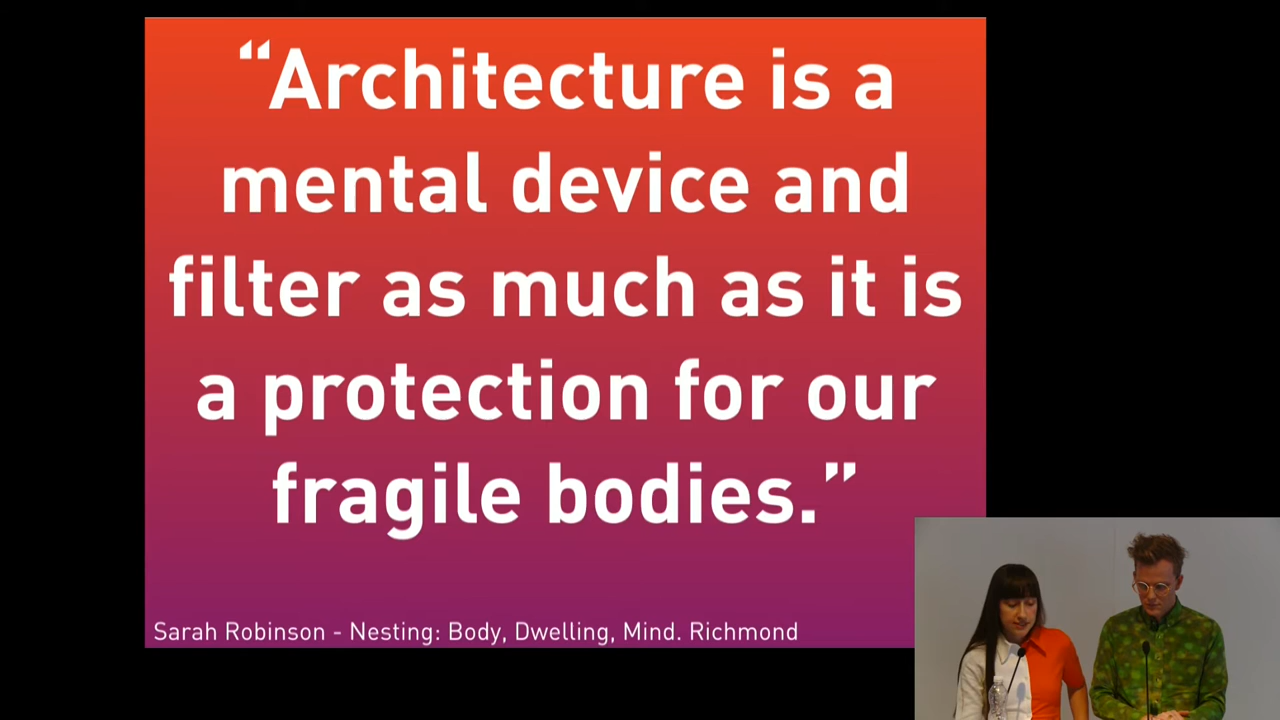 “Architecture is a
mental device and
filter as much as it is
a protection for our
fragile bodies.”
Sarah Robinson - Nesting: Body, Dwelling, Mind. Richmond